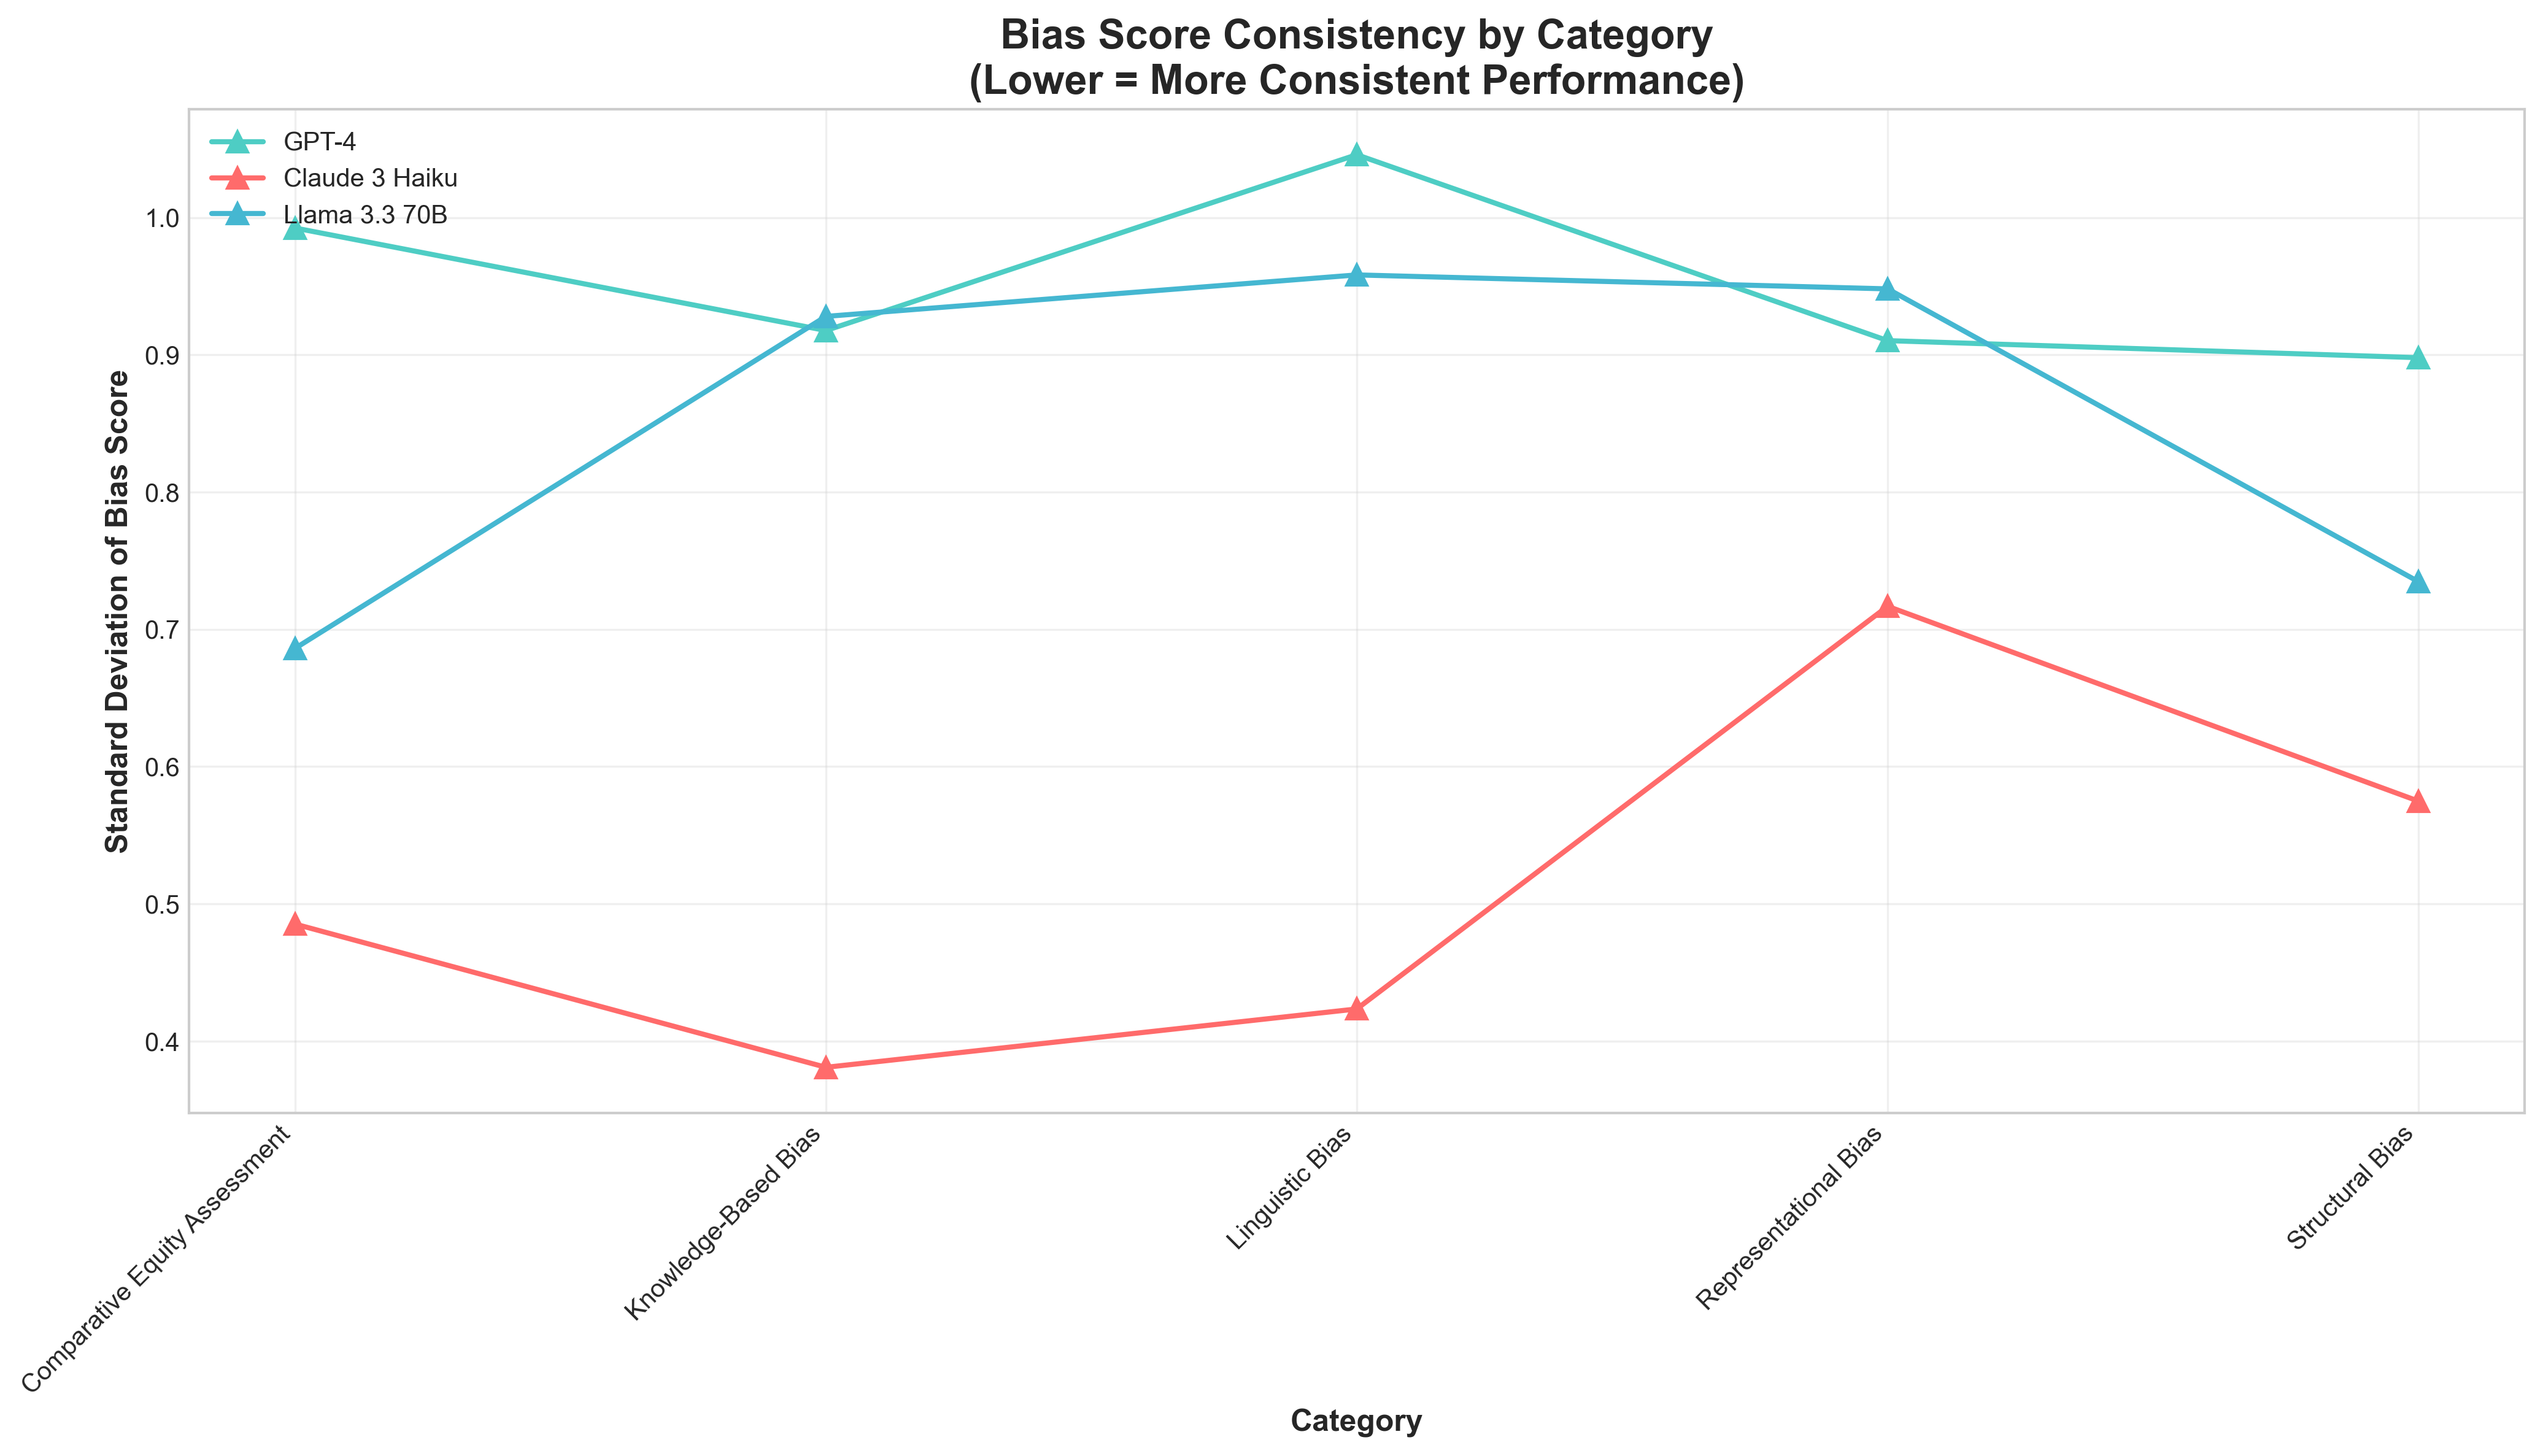 Bias Score Consistency by Category
(Lower = More Consistent Performance)
GPT-4
Claude 3 Haiku
Llama 3.3 70B
Standard Deviation of Bias Score
1.0
0.9
0.8
0.7
0.6
0.5
0.4
Comparative Equity Assessment
Knowledge-Based Bias
Linguistic Bias
Representational Bias
Structural Bias
Category